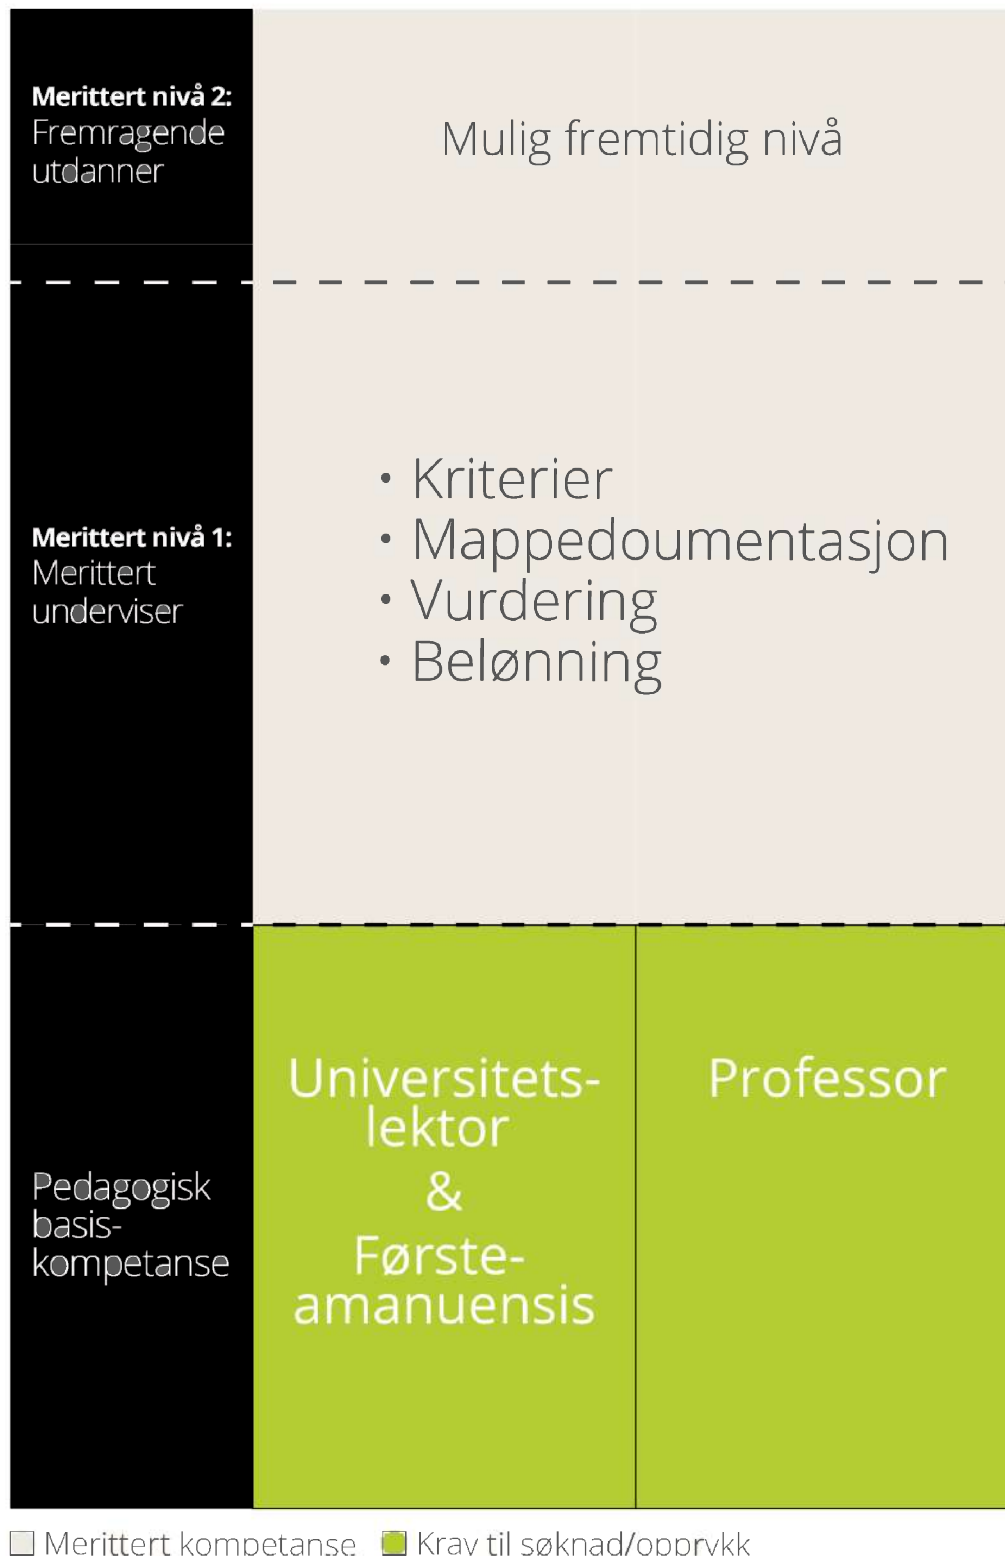 Merittert nivå 2:
Fremragende
utdanner
Mulig fremtidig nivå
Merittert nivå 1:
Merittert
underviser
• Kriterier
• Mappedoumentasjon
• Vurdering
• Belønning
Pedagogisk
basis-
kompetanse
Universitets-
lektor
&
Første-
amanuensis
Professor
Merittert kompetanse
Krav til søknad/opprykk